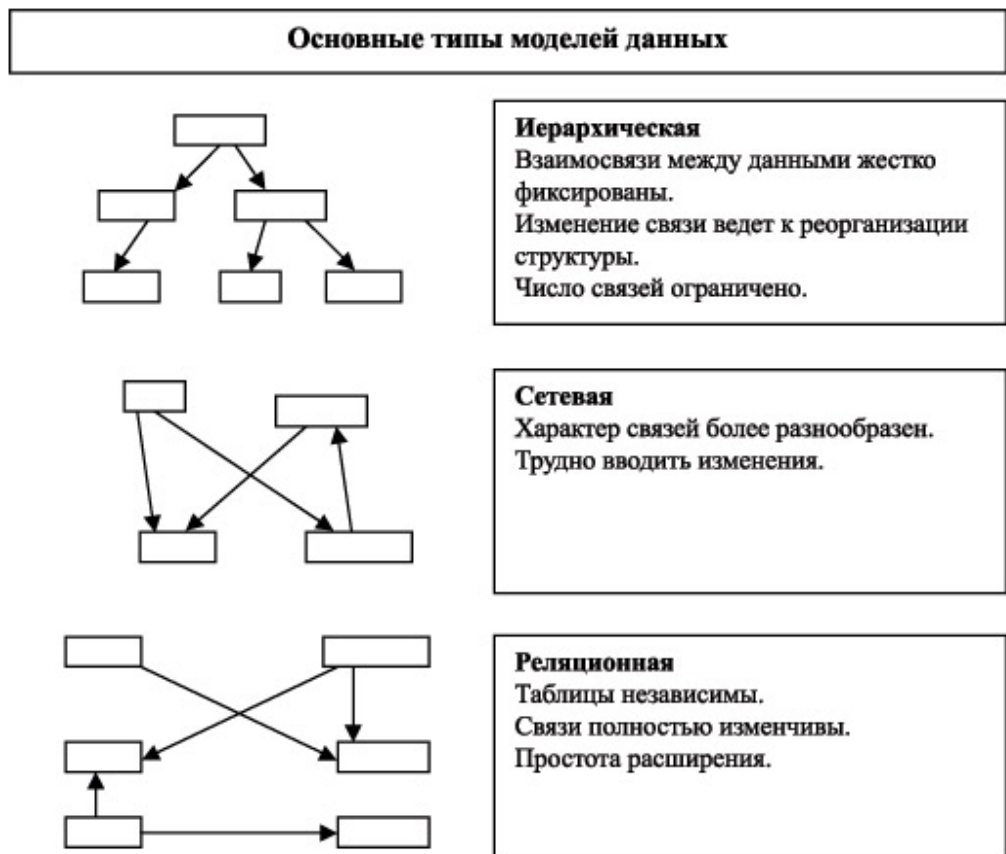 Основные типы моделей данных
Иерархическая
Взаимосвязи между данными жестко
фиксированы.
Изменение связи ведет к реорганизации
структуры.
Число связей ограничено.
Сетевая
Характер связей более разнообразен.
Трудно вводить изменения.
Реляционная
Таблицы независимы.
Связи полностью изменчивы.
Простота расширения.